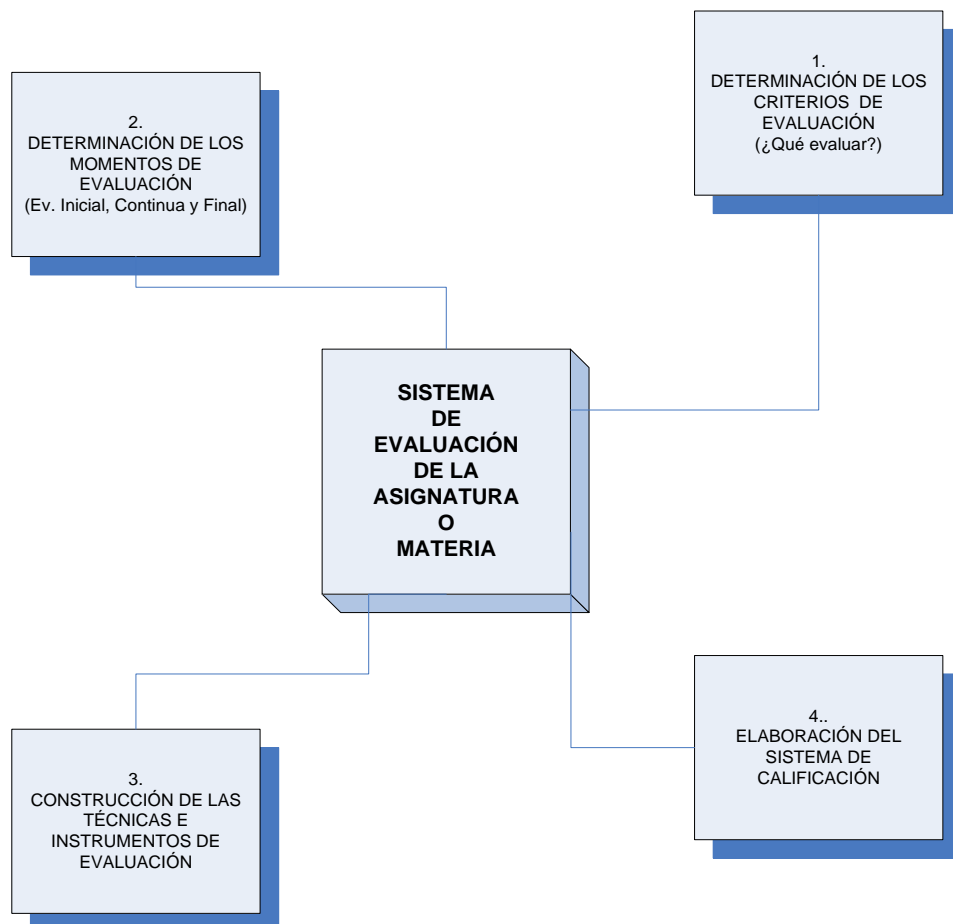 1.
DETERMINACIÓN DE LOS
CRITERIOS DE
EVALUACIÓN
(¿Qué evaluar?)
2.
DETERMINACIÓN DE LOS
MOMENTOS DE
EVALUACIÓN
(Ev. Inicial, Continua y Final)
SISTEMA
DE
EVALUACIÓN
DE LA
ASIGNATURA
O
MATERIA
3.
CONSTRUCCIÓN DE LAS
TÉCNICAS E
INSTRUMENTOS DE
EVALUACIÓN
4..
ELABORACIÓN DEL
SISTEMA DE
CALIFICACIÓN